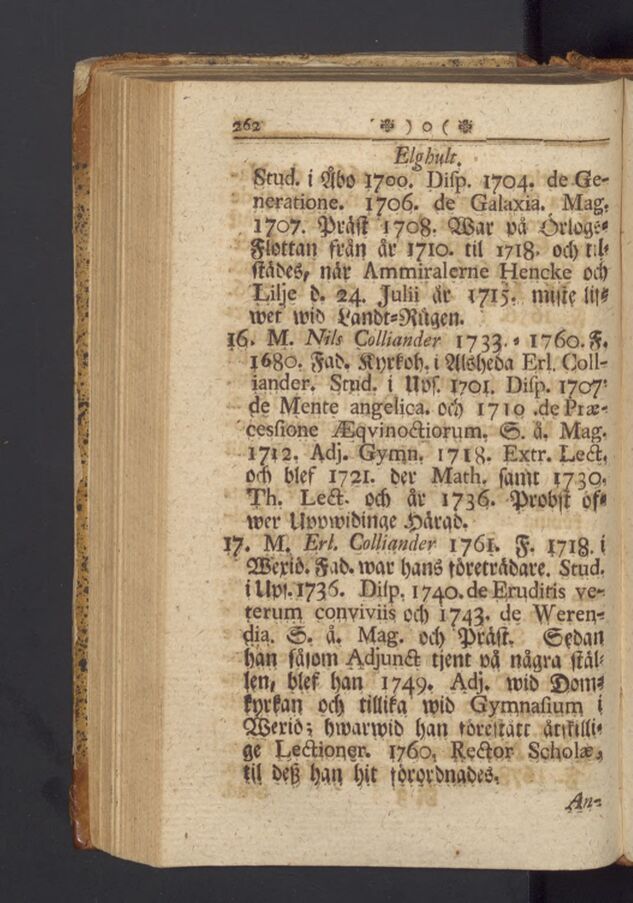 262 ❉ ) o ( ❉
Elghult.
Stud. i Åbo 1700. Disp. 1704. de Ge-
neratione. 1706. de Galaxia. Mag.
1707. Präst 1708. War på Örlogs-
Flottan från år 1710. til 1718. och til-
städes, när Ammiralerne Hencke och
Lilje d. 24. Julii år 1715. miste lif-
wet wid Landt-Rügen.
16. M. Nils Colliander 1733. - 1760. F.
1680. Fad. Kyrkoh. i Alsheda Erl. Coll-
iander. Stud. i Ups. 1701. Disp. 1707.
de Mente angelica. och 1710 .de Præ-
cessione Æqvinoctiorum. S. å. Mag.
1712. Adj. Gymn. 1718. Extr. Lect.
och blef 1721. der Math. samt 1730.
Th. Lect. och år 1736. Probst öf-
wer Uppwidinge Härad.
17. M. Erl. Colliander 1761. F. 1718. i
Wexiö. Fad. war hans företrädare. Stud.
i Ups. 1736. Disp. 1740. de Eruditis ve-
terum conviviis och 1743. de Weren-
dia. S. å. Mag. och Präst. Sedan
han såsom Adjunct tjent på några stäl-
len, blef han 1749. Adj. wid Dom-
kyrkan och tillika wid Gymnasium i
Wexiö; hwarwid han förestått åtskilli-
ge Lectioner. 1760. Rector Scholæ,
til deß han hit förordnades.
An-